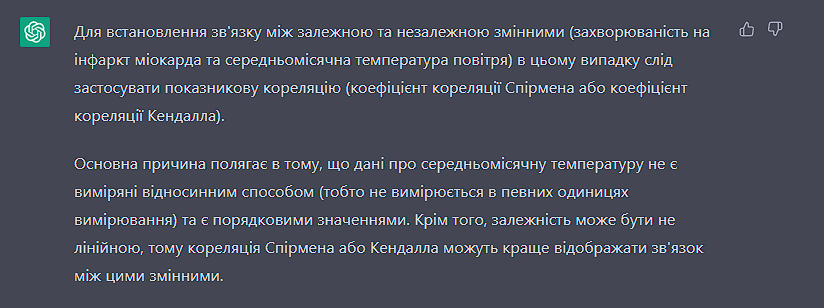 Для встановлення зв'язку між залежною та незалежною змінними (захворюваність на
інфаркт міокарда та середньомісячна температура повітря) в цьому випадку слід
застосувати показникову кореляцію (коефіцієнт кореляції Спірмена або коефіцієнт
кореляції Кендалла).
Основна причина полягає в тому, що дані про середньомісячну температуру не є
виміряні відносинним способом (тобто не вимірюється в певних одиницях
вимірювання) та є порядковими значеннями. Крім того, залежність може бути не
лінійною, тому кореляція Спірмена або Кендалла можуть краще відображати зв'язок
між цими змінними.